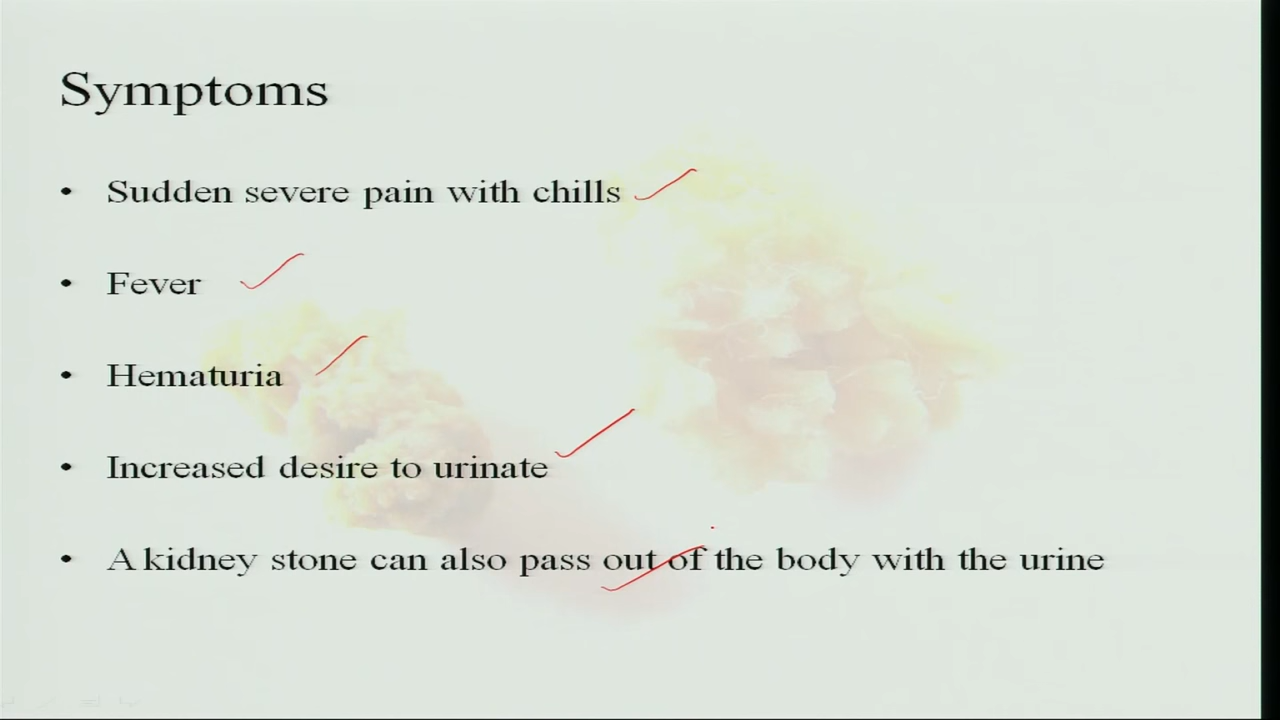 Symptoms
• Sudden severe pain with chills
• Fever
• Hematuria
• Increased desire to urinate
• A kidney stone can also pass out of the body with the urine